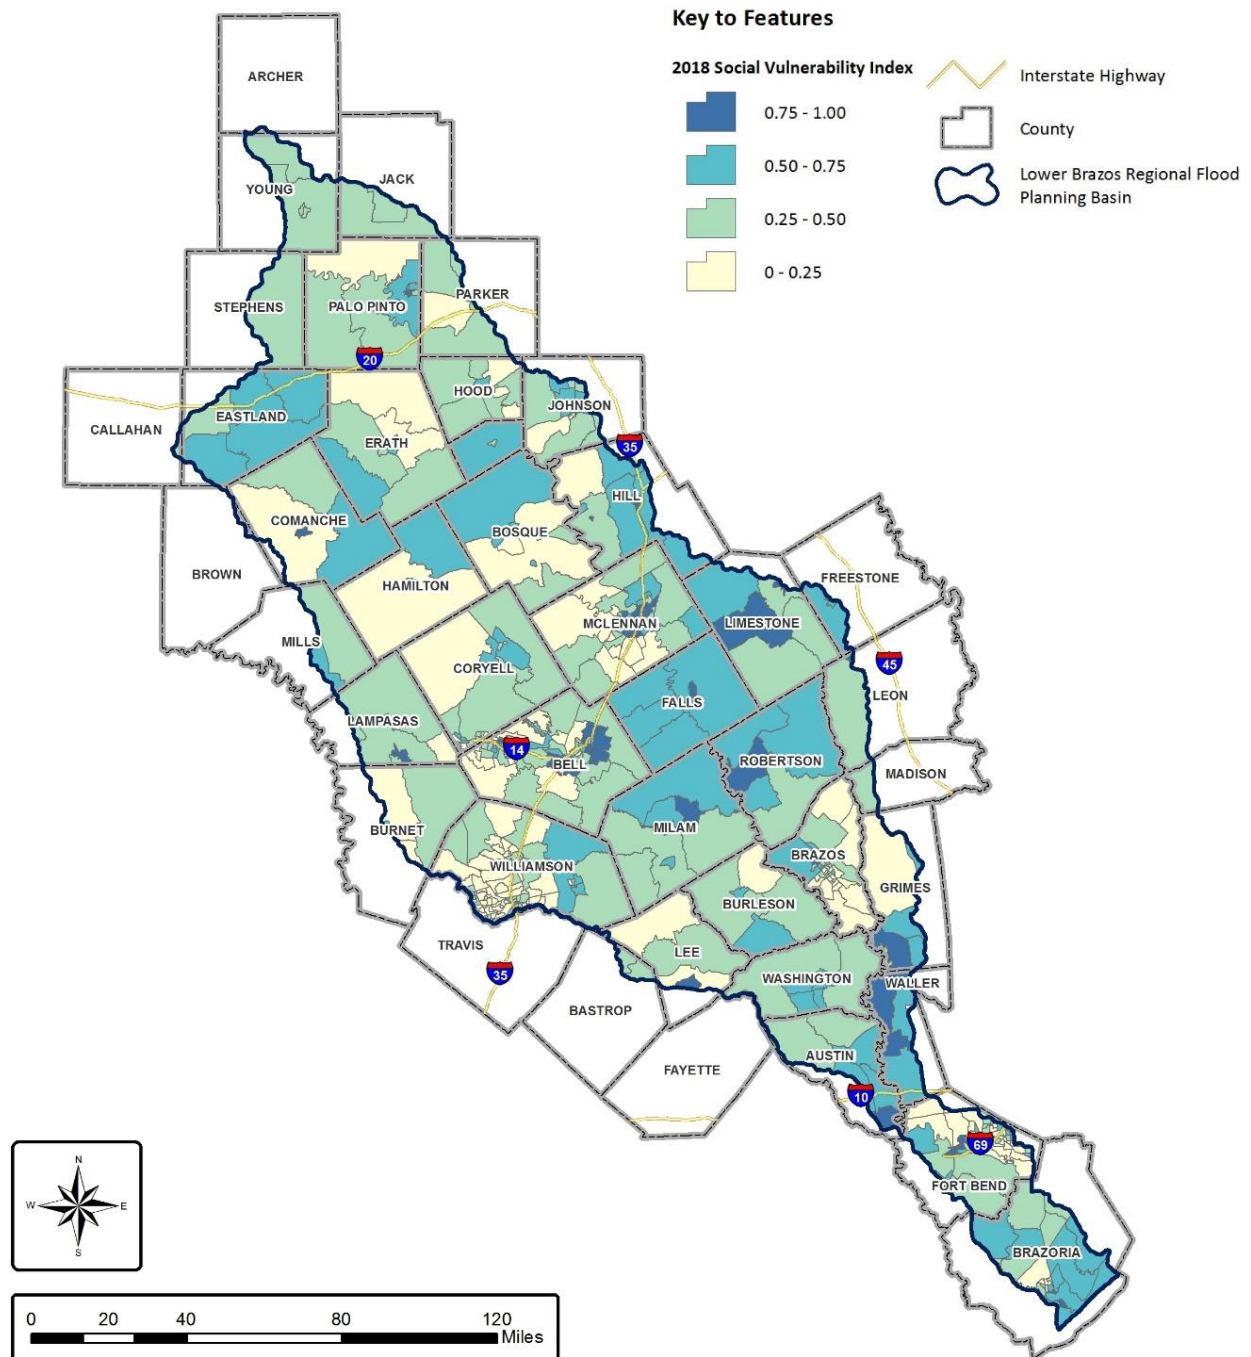 Key to Features
2018 Social Vulnerability Index
0.75 - 1.00
0.50 - 0.75
0.25 - 0.50
0 - 0.25
Interstate Highway
County
Lower Brazos Regional Flood
Planning Basin
ARCHER
YOUNG
JACK
STEPHENS
PALO PINTO
PARKER
20
CALLAHAN
EASTLAND
ERATH
HOOD
JOHNSON
35
COMANCHE
BOSQUE
HILL
BROWN
HAMILTON
FREESTONE
MILLS
CORYELL
MCLENNAN
LIMESTONE
45
LEON
LAMPASAS
FALLS
14
BELL
ROBERTSON
MADISON
BURNET
MILAM
WILLIAMSON
BRAZOS
GRIMES
BURLESON
TRAVIS
LEE
35
WASHINGTON
WALLER
BASTROP
AUSTIN
FAYETTE
10
69
FORT BEND
BRAZORIA
N
W
E
S
0 20 40 80 120
Miles